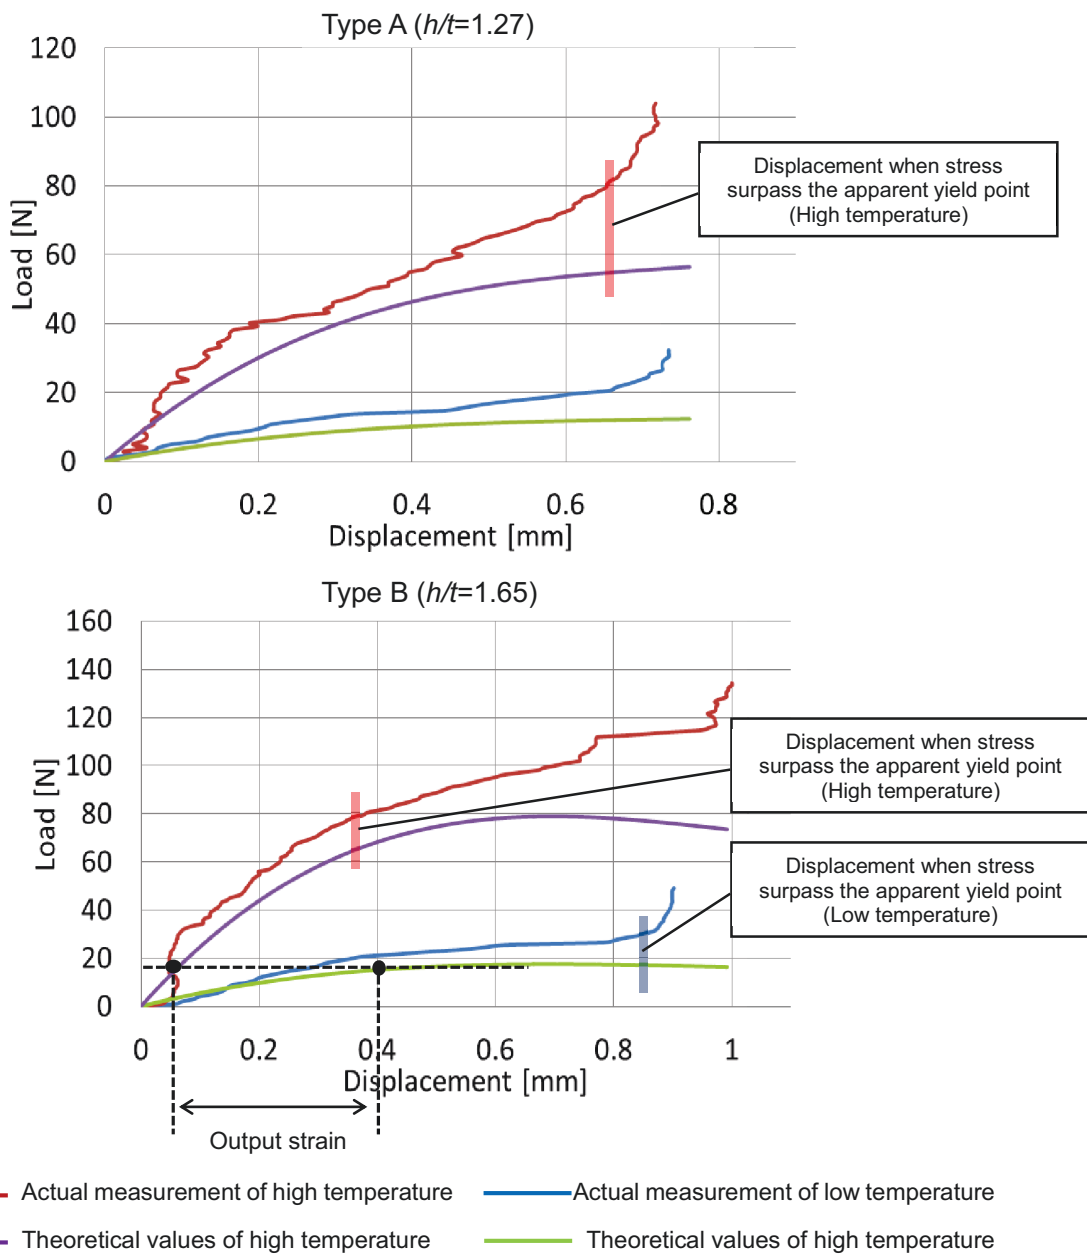 Type A (h/t=1.27)
120
100
80
60
40
20
0
Load [N]
0 0.2 0.4 0.6 0.8
Displacement [mm]
Displacement when stress
surpass the apparent yield point
(High temperature)
Type B (h/t=1.65)
160
140
120
100
80
60
40
20
0
Load [N]
0 0.2 0.4 0.6 0.8 1
Displacement [mm]
Displacement when stress
surpass the apparent yield point
(High temperature)
Displacement when stress
surpass the apparent yield point
(Low temperature)
Output strain
Actual measurement of high temperature
Actual measurement of low temperature
Theoretical values of high temperature
Theoretical values of high temperature